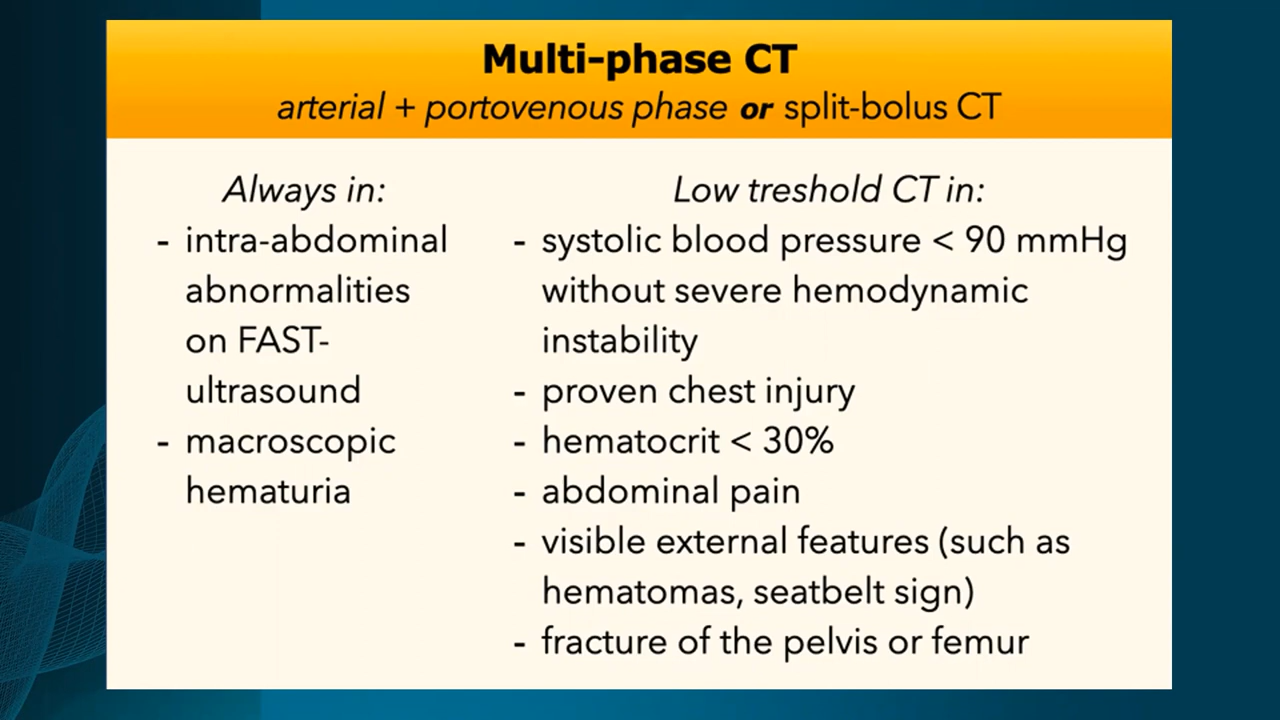 Multi-phase CT
arterial + portovenous phase or split-bolus CT
Always in:
- intra-abdominal
abnormalities
on FAST-
ultrasound
- macroscopic
hematuria
Low treshold CT in:
- systolic blood pressure < 90 mmHg
without severe hemodynamic
instability
- proven chest injury
- hematocrit < 30%
- abdominal pain
- visible external features (such as
hematomas, seatbelt sign)
- fracture of the pelvis or femur